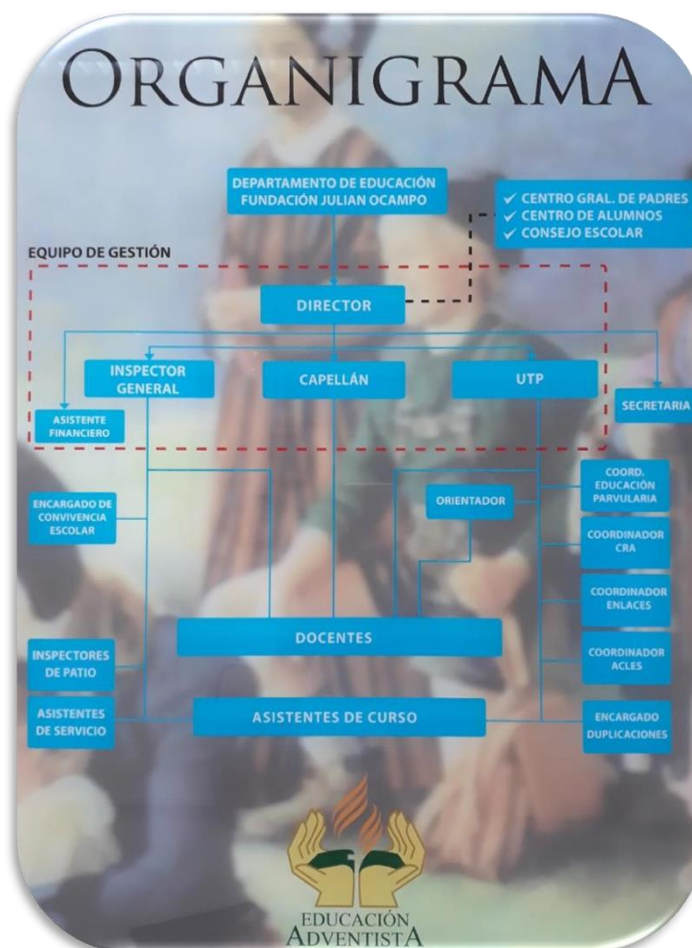 ORGANIGRAMA
DEPARTAMENTO DE EDUCACIÓN
FUNDACIÓN JULIAN OCAMPO
✓ CENTRO GRAL. DE PADRES
✓ CENTRO DE ALUMNOS
✓ CONSEJO ESCOLAR
EQUIPO DE GESTIÓN
DIRECTOR
INSPECTOR
GENERAL
CAPELLÁN
UTP
SECRETARIA
ASISTENTE
FINANCIERO
ENCARGADO DE
CONVIVENCIA
ESCOLAR
ORIENTADOR
COORD.
EDUCACIÓN
PARVULARIA
COORDINADOR
CRA
COORDINADOR
ENLACES
DOCENTES
INSPECTORES
DE PATIO
COORDINADOR
ACLES
ASISTENTES
DE SERVICIO
ASISTENTES DE CURSO
ENCARGADO
DUPLICACIONES
EDUCACIÓN
ADVENTISTA